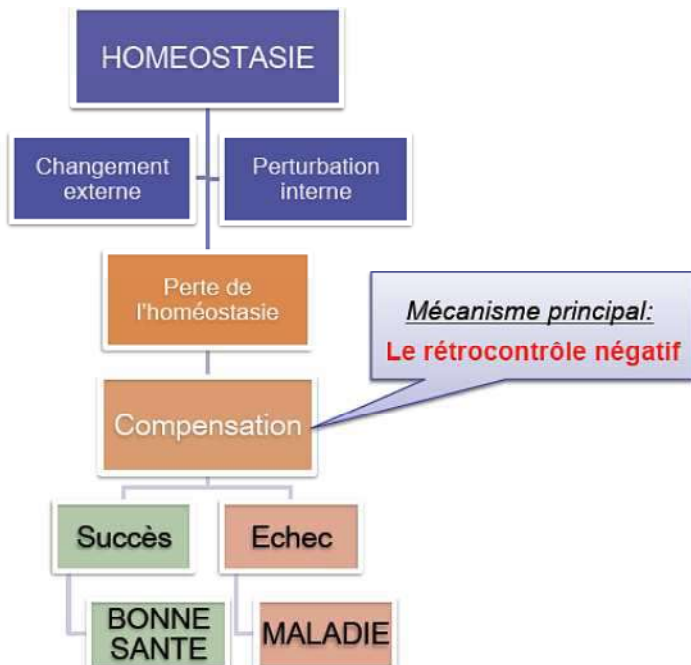 HOMEOSTASIE
Changement
externe
Perturbation
interne
Perte de
l'homéostasie
Mécanisme principal:
Le rétrocontrôle négatif
Compensation
Succès
Echec
BONNE
SANTE
MALADIE